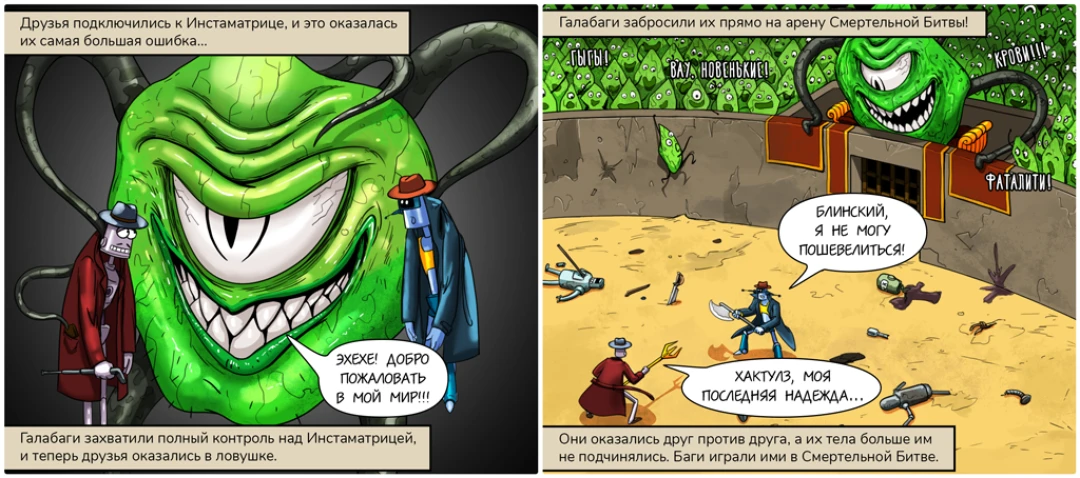 Друзья подключились к Инстаматрице, и это оказалась
их самая большая ошибка...
ЭХЕХЕ! ДОБРО
ПОЖАЛОВАТЬ
В МОЙ МИР!!!
Галабаги захватили полный контроль над Инстаматрицей,
и теперь друзья оказались в ловушке.
Галабаги забросили их прямо на арену Смертельной Битвы!
ГЫГЫ!
ВАУ, НОВЕНЬКИЕ!
КРОВИ!!!
ФАТАЛИТИ!
БЛИНСКИЙ,
Я НЕ МОГУ
ПОШЕВЕЛИТЬСЯ!
ХАКТУЛЗ, МОЯ
ПОСЛЕДНЯЯ НАДЕЖДА...
Они оказались друг против друга, а их тела больше им
не подчинялись. Баги играли ими в Смертельной Битве.